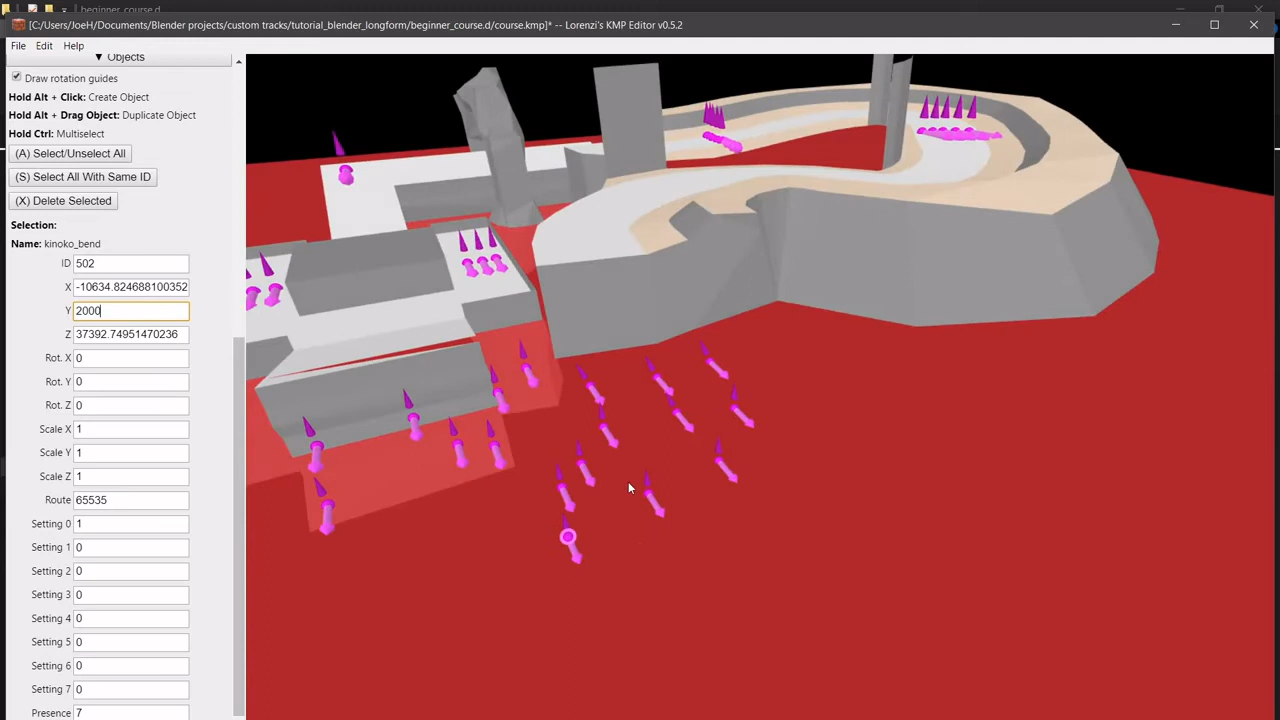 beginner_course.d
[C:/Users/JoeH/Documents/Blender projects/custom tracks/tutorial_blender_longform/beginner_course.d/course.kmp]* -- Lorenzi's KMP Editor v0.5.2
File Edit Help
▼ Objects
Draw rotation guides
Hold Alt + Click: Create Object
Hold Alt + Drag Object: Duplicate Object
Hold Ctrl: Multiselect
(A) Select/Unselect All
(S) Select All With Same ID
(X) Delete Selected
Selection:
Name: kinoko_bend
ID 502
X -10634.824688100352
Y 2000
Z 37392.74951470236
Rot. X 0
Rot. Y 0
Rot. Z 0
Scale X 1
Scale Y 1
Scale Z 1
Route 65535
Setting 0 1
Setting 1 0
Setting 2 0
Setting 3 0
Setting 4 0
Setting 5 0
Setting 6 0
Setting 7 0
Presence 7